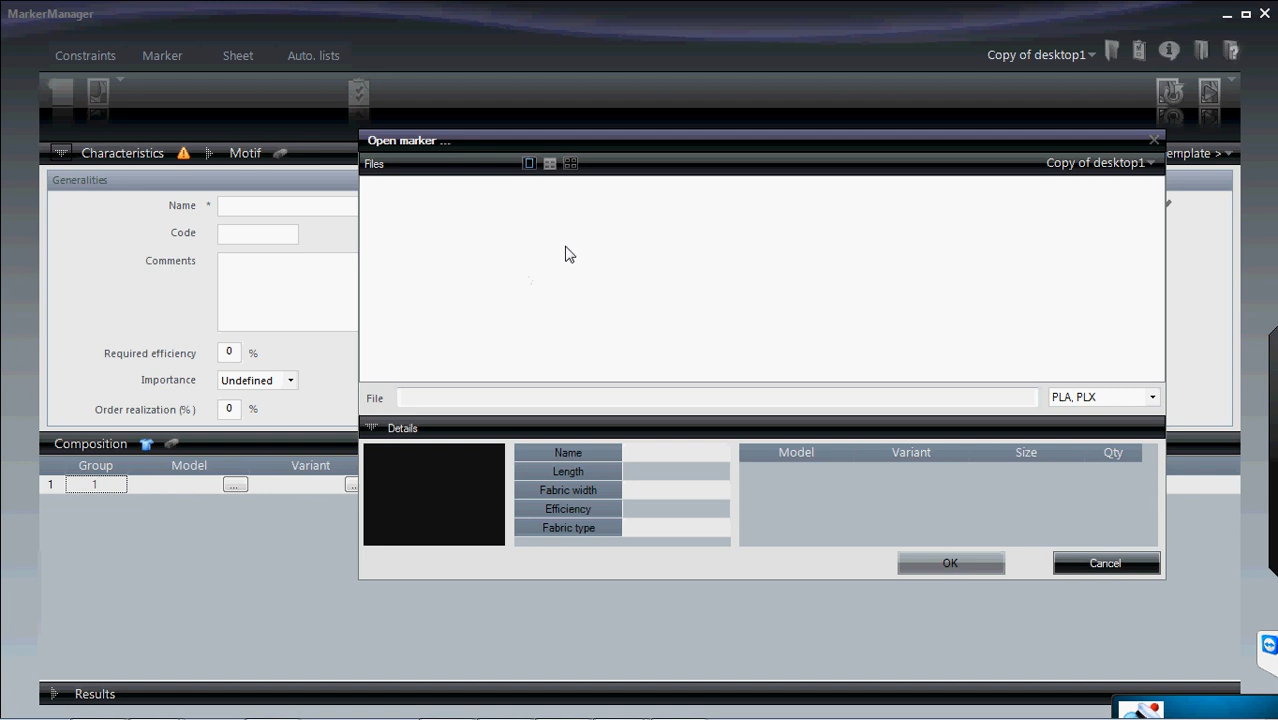 MarkerManager
Constraints Marker Sheet Auto. lists Copy of desktop1
Open marker ...
Characteristics Motif emplate >
Files Copy of desktop1
Generalities
Name *
Code
Comments
Required efficiency 0 %
Importance Undefined
Order realization (%) 0 %
File PLA, PLX
Details
Composition
Group Model Variant
1 1 ... ..
Name
Length
Fabric width
Efficiency
Fabric type
Model Variant Size Qty
OK Cancel
Results